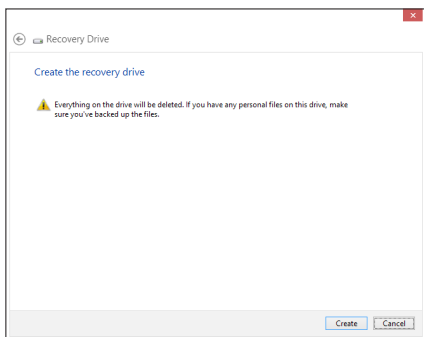 Recovery Drive
Create the recovery drive
Everything on the drive will be deleted. If you have any personal files on this drive, make
sure you've backed up the files.
Create Cancel